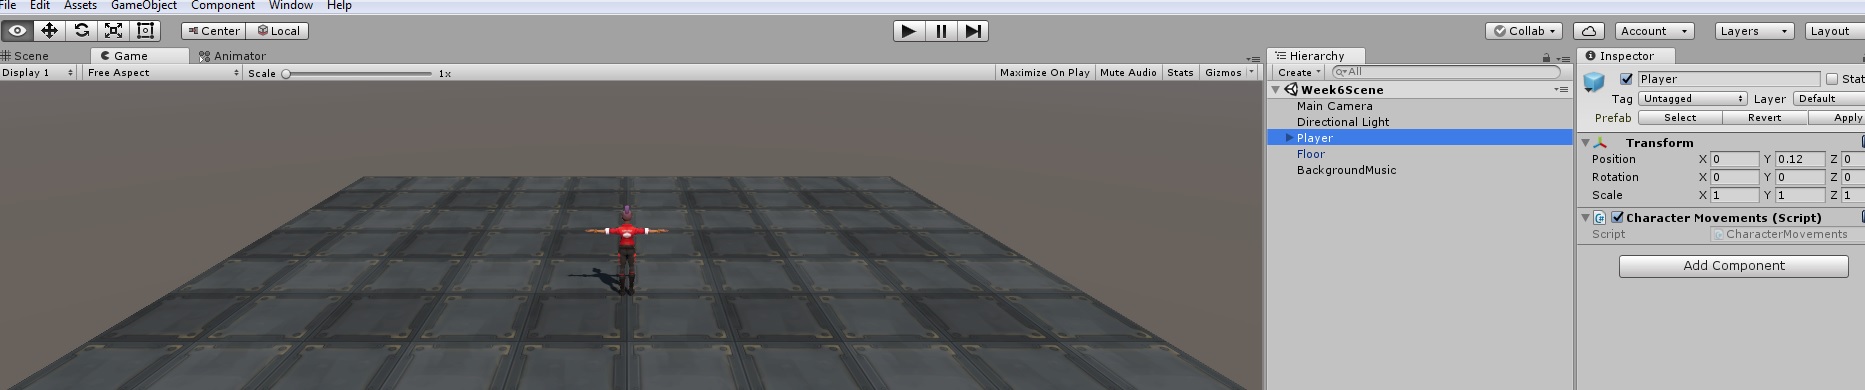 File Edit Assets GameObject Component Window Help
Center Local
Collab Account Layers Layout
Scene Game Animator
Display 1 Free Aspect Scale 1x Maximize On Play Mute Audio Stats Gizmos
Hierarchy
Create All
Week6Scene
Main Camera
Directional Light
Player
Floor
BackgroundMusic
Inspector
Player Stat
Tag Untagged Layer Default
Prefab Select Revert Apply
Transform
Position X 0 Y 0.12 Z 0
Rotation X 0 Y 0 Z 0
Scale X 1 Y 1 Z 1
Character Movements (Script)
Script CharacterMovements
Add Component